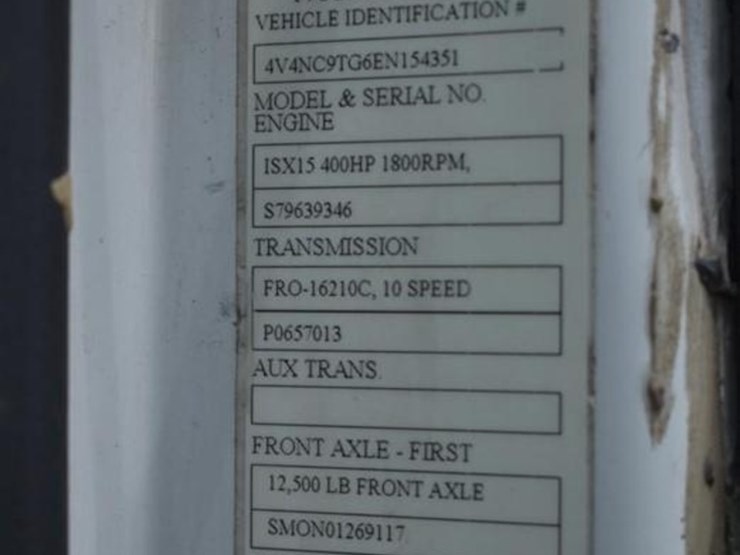 VEHICLE IDENTIFICATION #
4V4NC9TG6EN154351
MODEL & SERIAL NO.
ENGINE
ISX15 400HP 1800RPM,
S79639346
TRANSMISSION
FRO-16210C, 10 SPEED
P0657013
AUX TRANS.
FRONT AXLE - FIRST
12,500 LB FRONT AXLE
SMON01269117